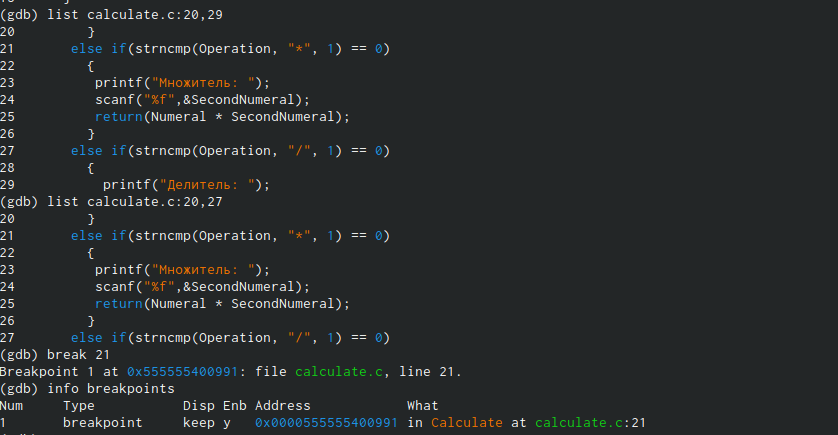 (gdb) list calculate.c:20,29
20         }
21       else if(strncmp(Operation, "*", 1) == 0)
22         {
23          printf("Множитель: ");
24          scanf("%f",&SecondNumeral);
25          return(Numeral * SecondNumeral);
26         }
27       else if(strncmp(Operation, "/", 1) == 0)
28         {
29           printf("Делитель: ");
(gdb) list calculate.c:20,27
20         }
21       else if(strncmp(Operation, "*", 1) == 0)
22         {
23          printf("Множитель: ");
24          scanf("%f",&SecondNumeral);
25          return(Numeral * SecondNumeral);
26         }
27       else if(strncmp(Operation, "/", 1) == 0)
(gdb) break 21
Breakpoint 1 at 0x555555400991: file calculate.c, line 21.
(gdb) info breakpoints
Num     Type           Disp Enb Address            What
1       breakpoint     keep y   0x0000555555400991 in Calculate at calculate.c:21